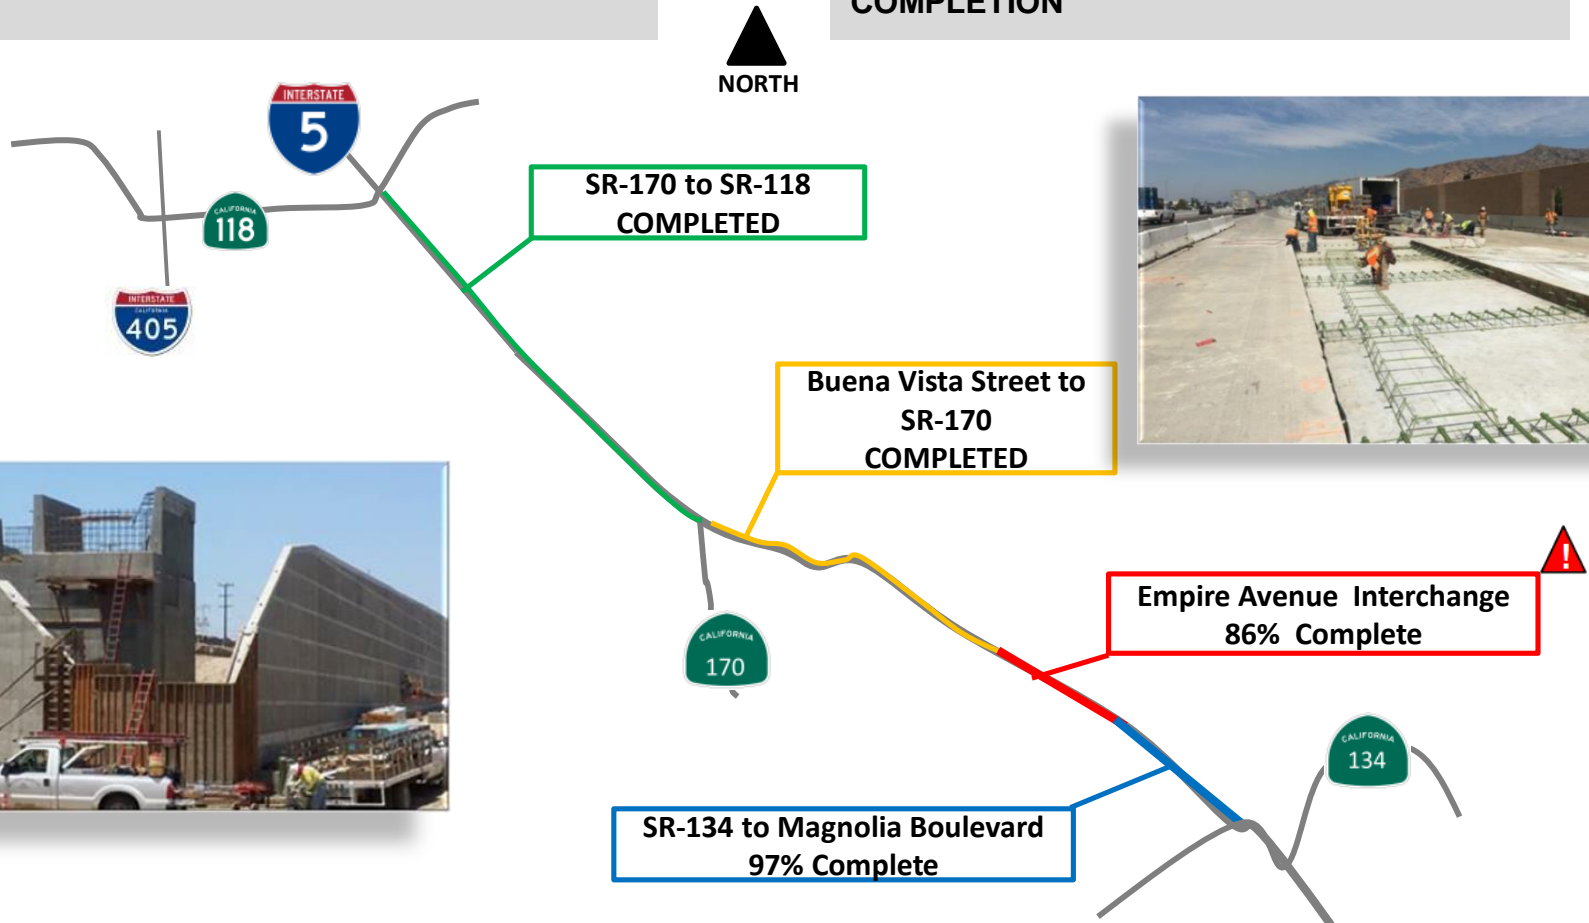 COMPLETION
NORTH
INTERSTATE
5
SR-170 to SR-118
COMPLETED
CALIFORNIA
118
INTERSTATE
CALIFORNIA
405
Buena Vista Street to
SR-170
COMPLETED
Empire Avenue Interchange
86% Complete
!
CALIFORNIA
170
CALIFORNIA
134
SR-134 to Magnolia Boulevard
97% Complete